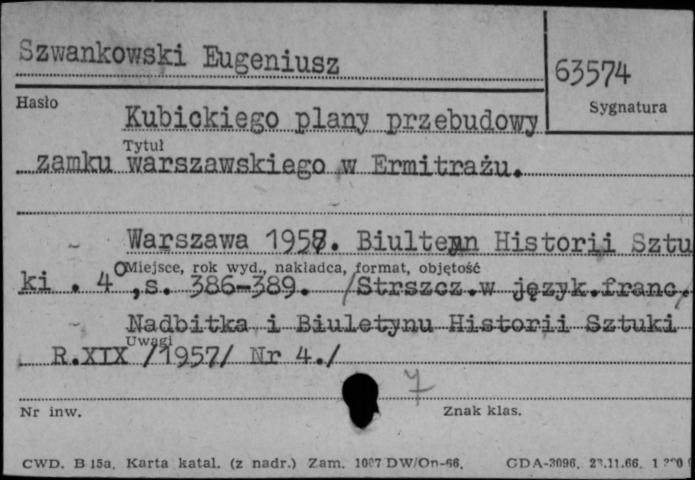 Szwankowski Eugeniusz
63574
Hasło
Sygnatura
Kubickiego plany przebudowy
Tytuł
zamku warszawskiego w Ermitrażu.
Warszawa 1957. Biulteyn Historii Sztu
Miejsce, rok wyd., nakładca, format, objętość
ki . 4° ,s. 386-389. /Strszcz.w język.franc,
Nadbitka i Biuletynu Historii Sztuki
Uwagi
R.XIX /1957/ Nr 4./
7
Nr inw.
Znak klas.
CWD. B 15a. Karta katal. (z nadr.) Zam. DW/On-66. GDA-3096. 23.11.66.